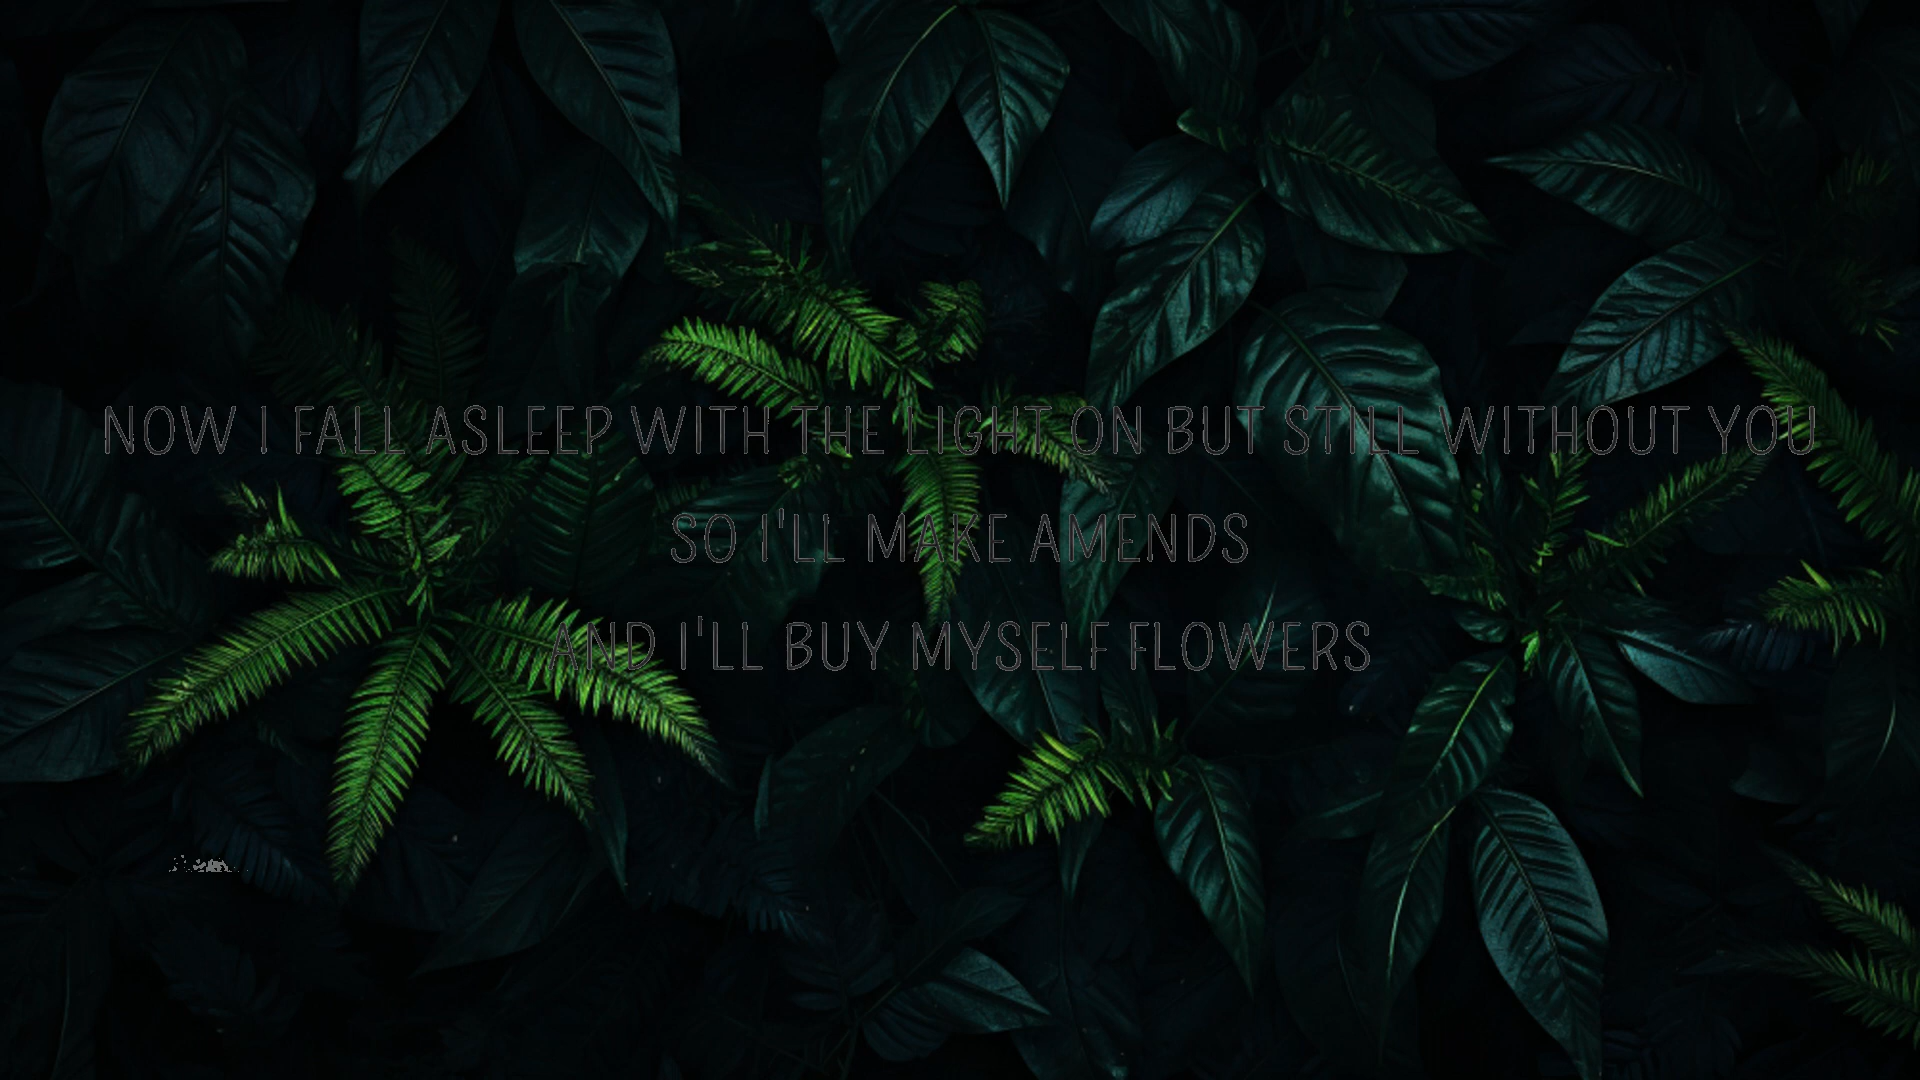 NOW I FALL ASLEEP WITH THE LIGHT ON BUT STILL WITHOUT YOU
SO I'LL MAKE AMENDS
AND I'LL BUY MYSELF FLOWERS